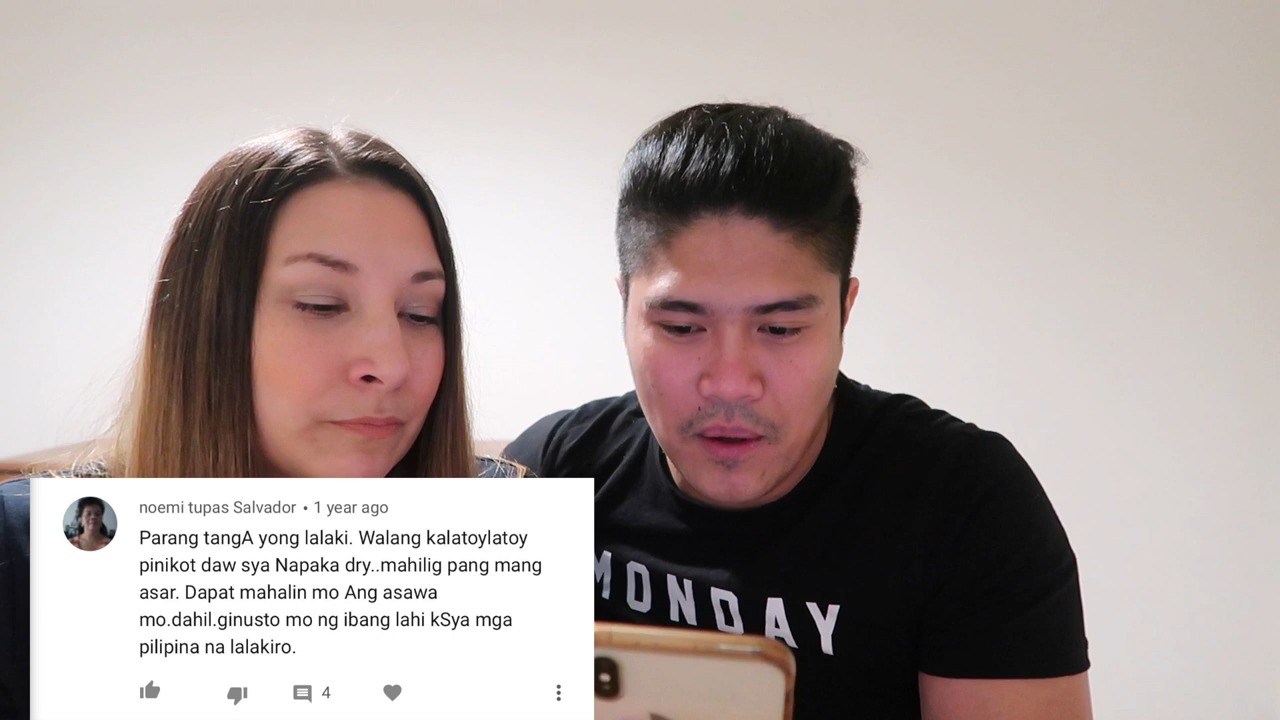 MONDAY
noemi tupas Salvador • 1 year ago
Parang tangA yong lalaki. Walang kalatoylatoy
pinikot daw sya Napaka dry..mahilig pang mang
asar. Dapat mahalin mo Ang asawa
mo.dahil.ginusto mo ng ibang lahi kSya mga
pilipina na lalakiro.
4